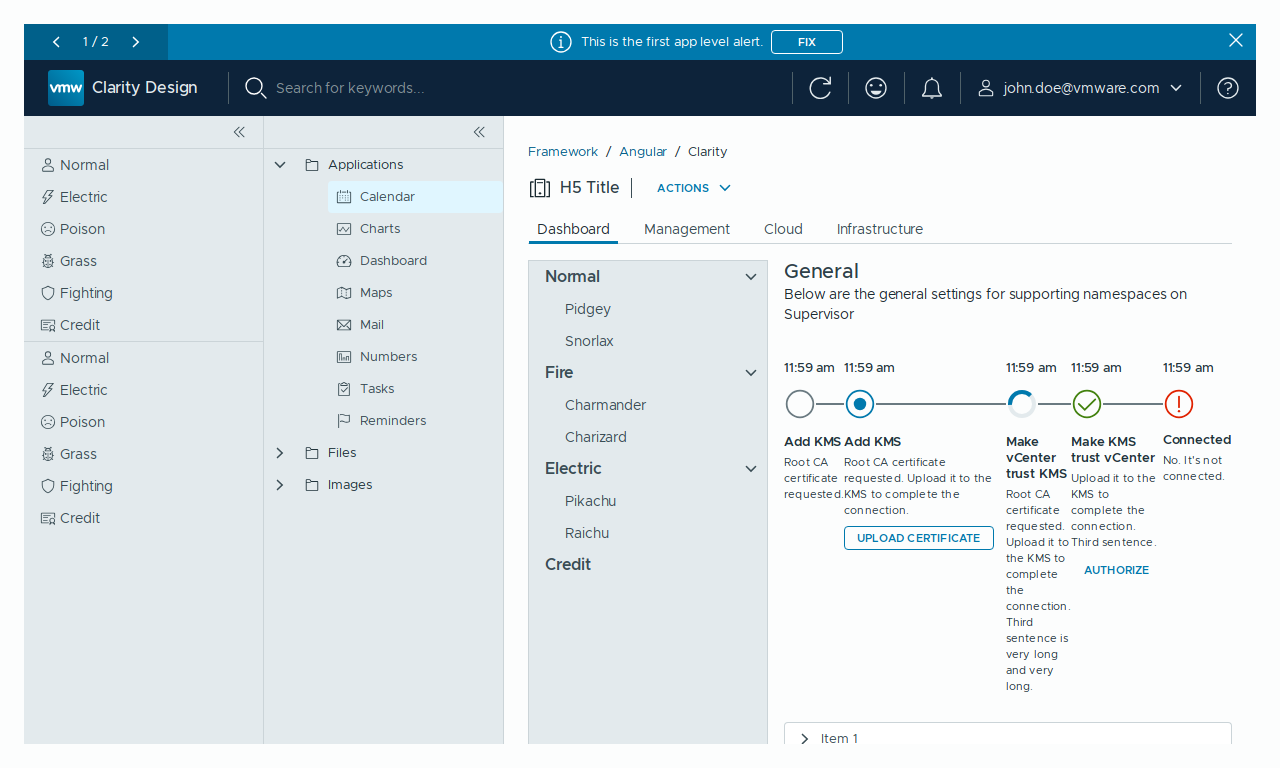 1 / 2
This is the first app level alert.
FIX
vmw
Clarity Design
Search for keywords...
john.doe@vmware.com
Normal
Electric
Poison
Grass
Fighting
Credit
Normal
Electric
Poison
Grass
Fighting
Credit
Applications
Calendar
Charts
Dashboard
Maps
Mail
Numbers
Tasks
Reminders
Files
Images
Framework / Angular / Clarity
H5 Title
ACTIONS
Dashboard
Management
Cloud
Infrastructure
Normal
Pidgey
Snorlax
Fire
Charmander
Charizard
Electric
Pikachu
Raichu
Credit
General
Below are the general settings for supporting namespaces on
Supervisor
11:59 am
Add KMS
Root CA
certificate
requested.
11:59 am
Add KMS
Root CA certificate
requested. Upload it to the
KMS to complete the
connection.
UPLOAD CERTIFICATE
11:59 am
Make
vCenter
trust KMS
Root CA
certificate
requested.
Upload it to
the KMS to
complete
the
connection.
Third
sentence is
very long
and very
long.
11:59 am
Make KMS
trust vCenter
Upload it to the
KMS to
complete the
connection.
Third sentence.
AUTHORIZE
11:59 am
Connected
No. It's not
connected.
Item 1